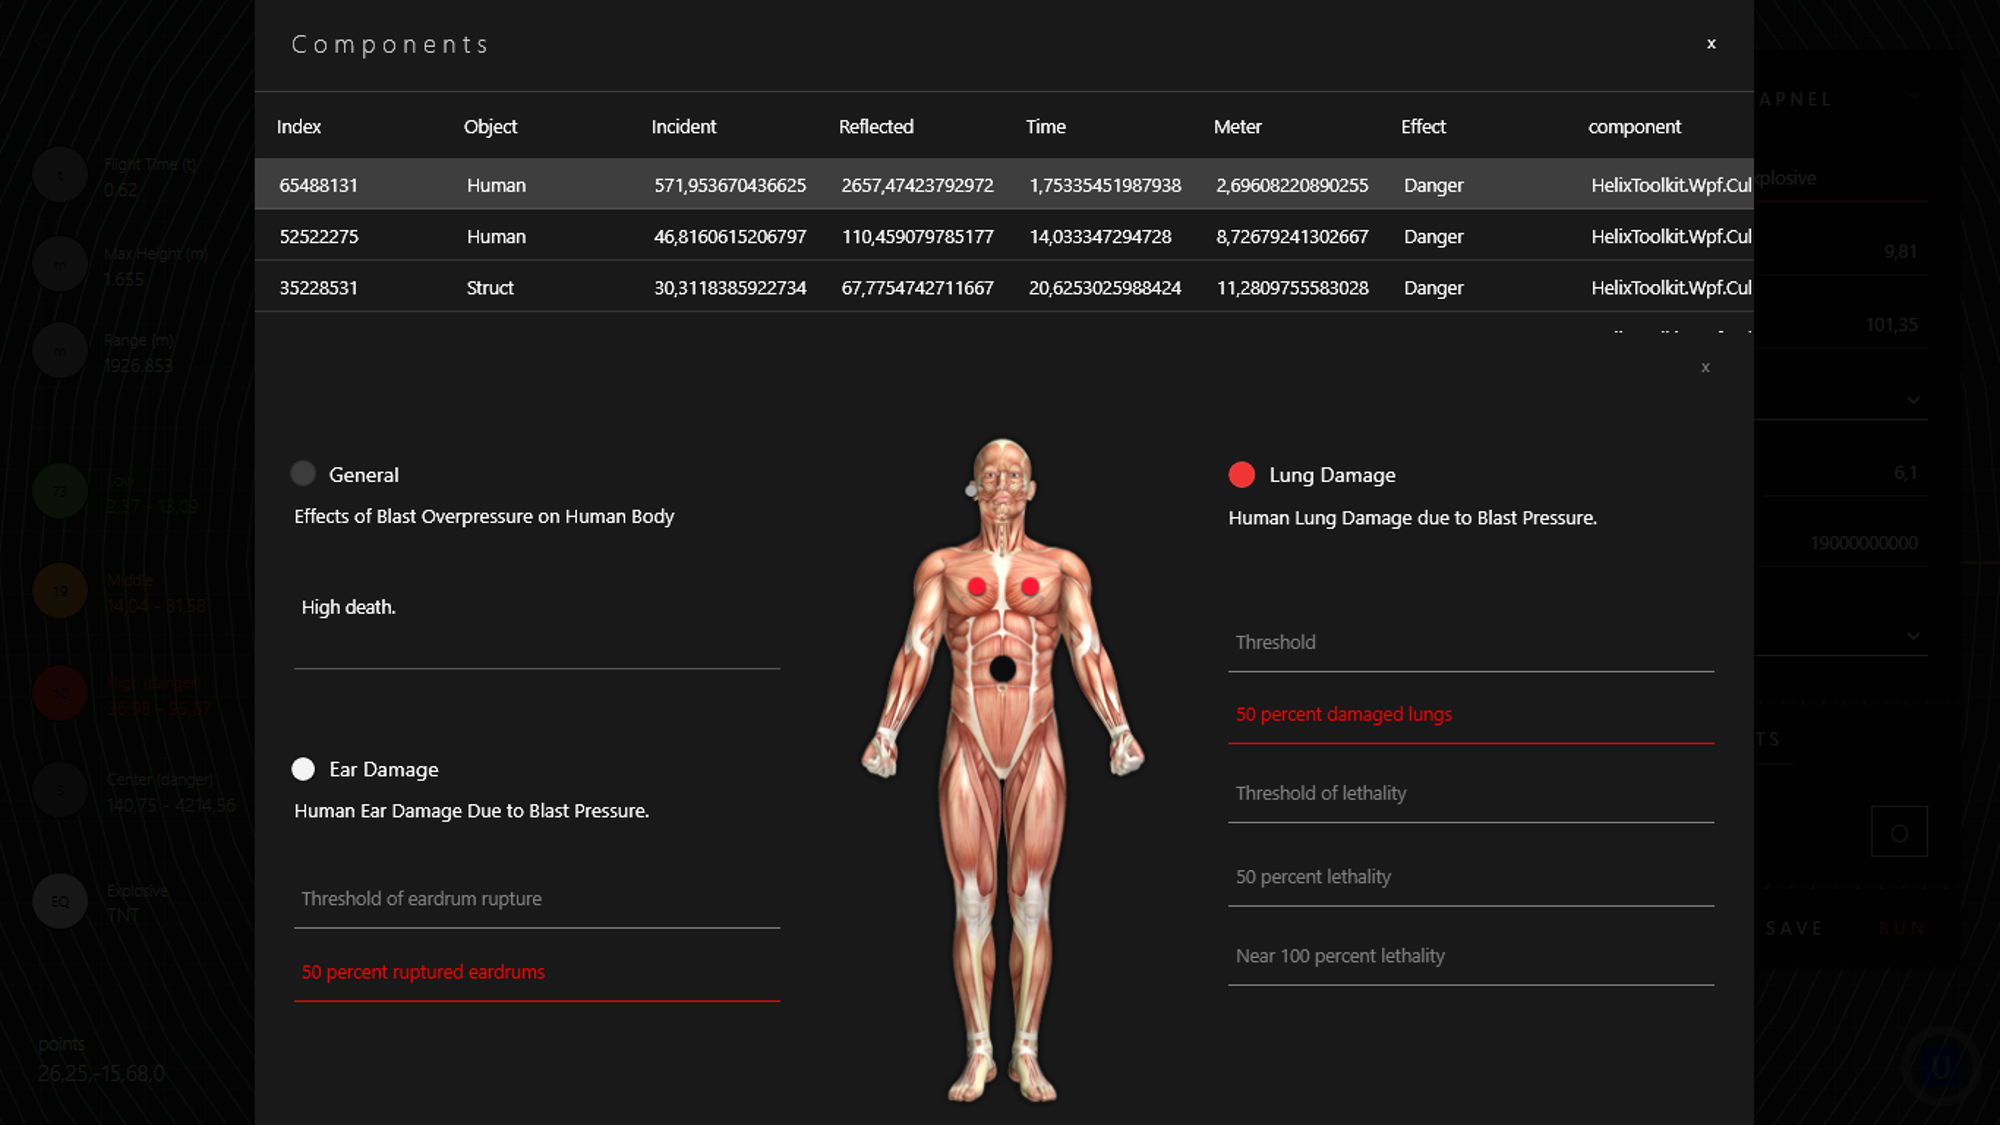 Components
x
Index Object Incident Reflected Time Meter Effect component
65488131 Human 571,953670436625 2657,47423792972 1,75335451987938 2,69608220890255 Danger HelixToolkit.Wpf.Cul
52522275 Human 46,8160615206797 110,459079785177 14,033347294728 8,72679241302667 Danger HelixToolkit.Wpf.Cul
35228531 Struct 30,3118385922734 67,7754742711667 20,6253025988424 11,2809755583028 Danger HelixToolkit.Wpf.Cul
x
General
Effects of Blast Overpressure on Human Body
High death.
Ear Damage
Human Ear Damage Due to Blast Pressure.
Threshold of eardrum rupture
50 percent ruptured eardrums
Lung Damage
Human Lung Damage due to Blast Pressure.
Threshold
50 percent damaged lungs
Threshold of lethality
50 percent lethality
Near 100 percent lethality
t
Flight Time (t)
0,62
m
Max Height (m)
1.655
m
Range (m)
1926.853
73
Low
2,37 - 13,09
19
Middle
14,04 - 31,58
10
High (danger)
5
Center (danger)
140,75 - 4214,56
EQ
Explosive
TNT
points
26,25,-15,68,0
APNEL
xplosive
9,81
101,35
6,1
19000000000
TS
SAVE RUN
U